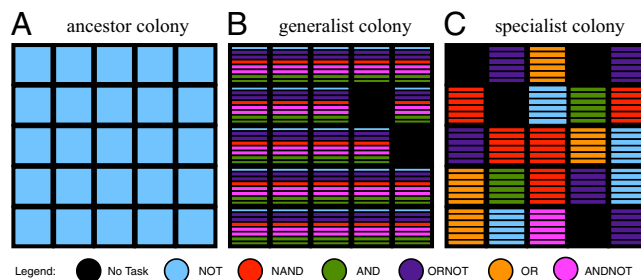 A ancestor colony B generalist colony C specialist colony
Legend: No Task NOT NAND AND ORNOT OR ANDNOT